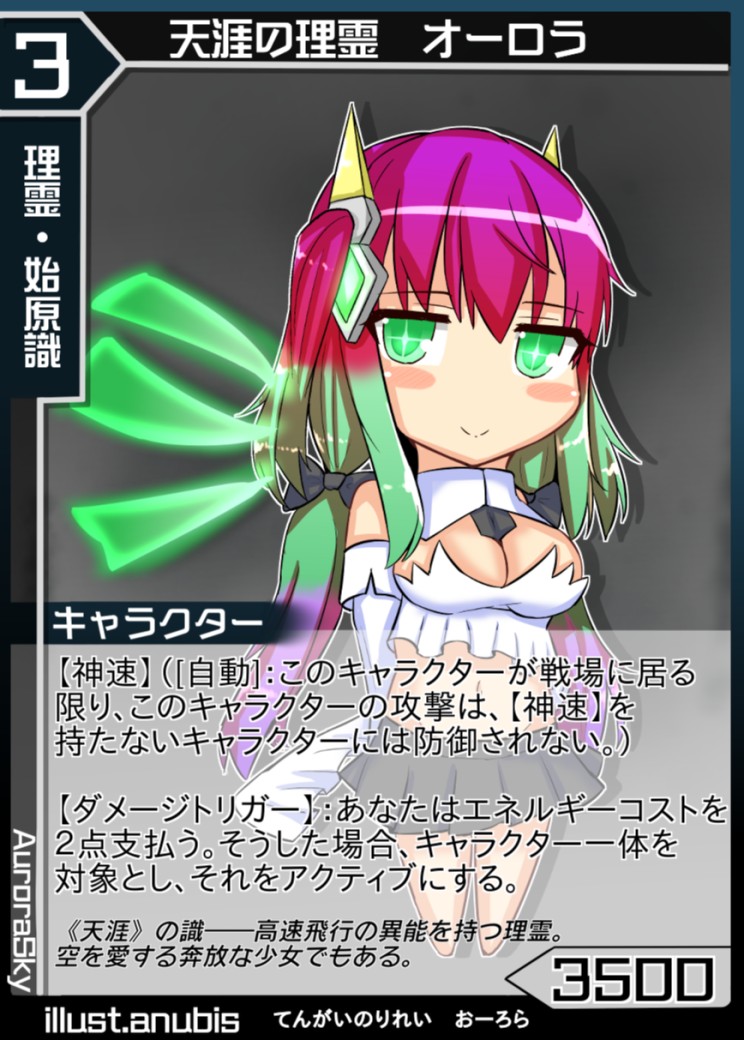 3
天涯の理霊　オーロラ
理霊・始原識
キャラクター
【神速】（[自動]：このキャラクターが戦場に居る
限り、このキャラクターの攻撃は、【神速】を
持たないキャラクターには防御されない。）
【ダメージトリガー】：あなたはエネルギーコストを
2点支払う。そうした場合、キャラクター一体を
対象とし、それをアクティブにする。
《天涯》の識――高速飛行の異能を持つ理霊。
空を愛する奔放な少女でもある。
AuroraSky
3500
illust.anubis　てんがいのりれい　おーろら